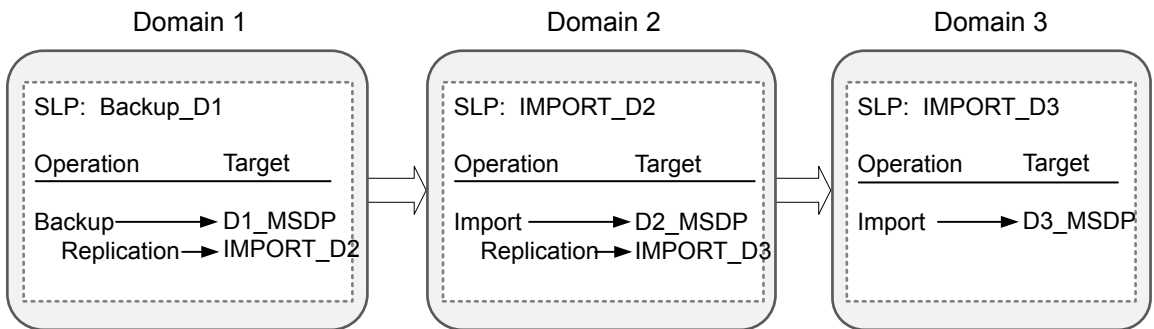 Domain 1
SLP:  Backup_D1
Operation Target
Backup D1_MSDP
Replication IMPORT_D2
Domain 2
SLP:  IMPORT_D2
Operation Target
Import D2_MSDP
Replication IMPORT_D3
Domain 3
SLP:  IMPORT_D3
Operation Target
Import D3_MSDP